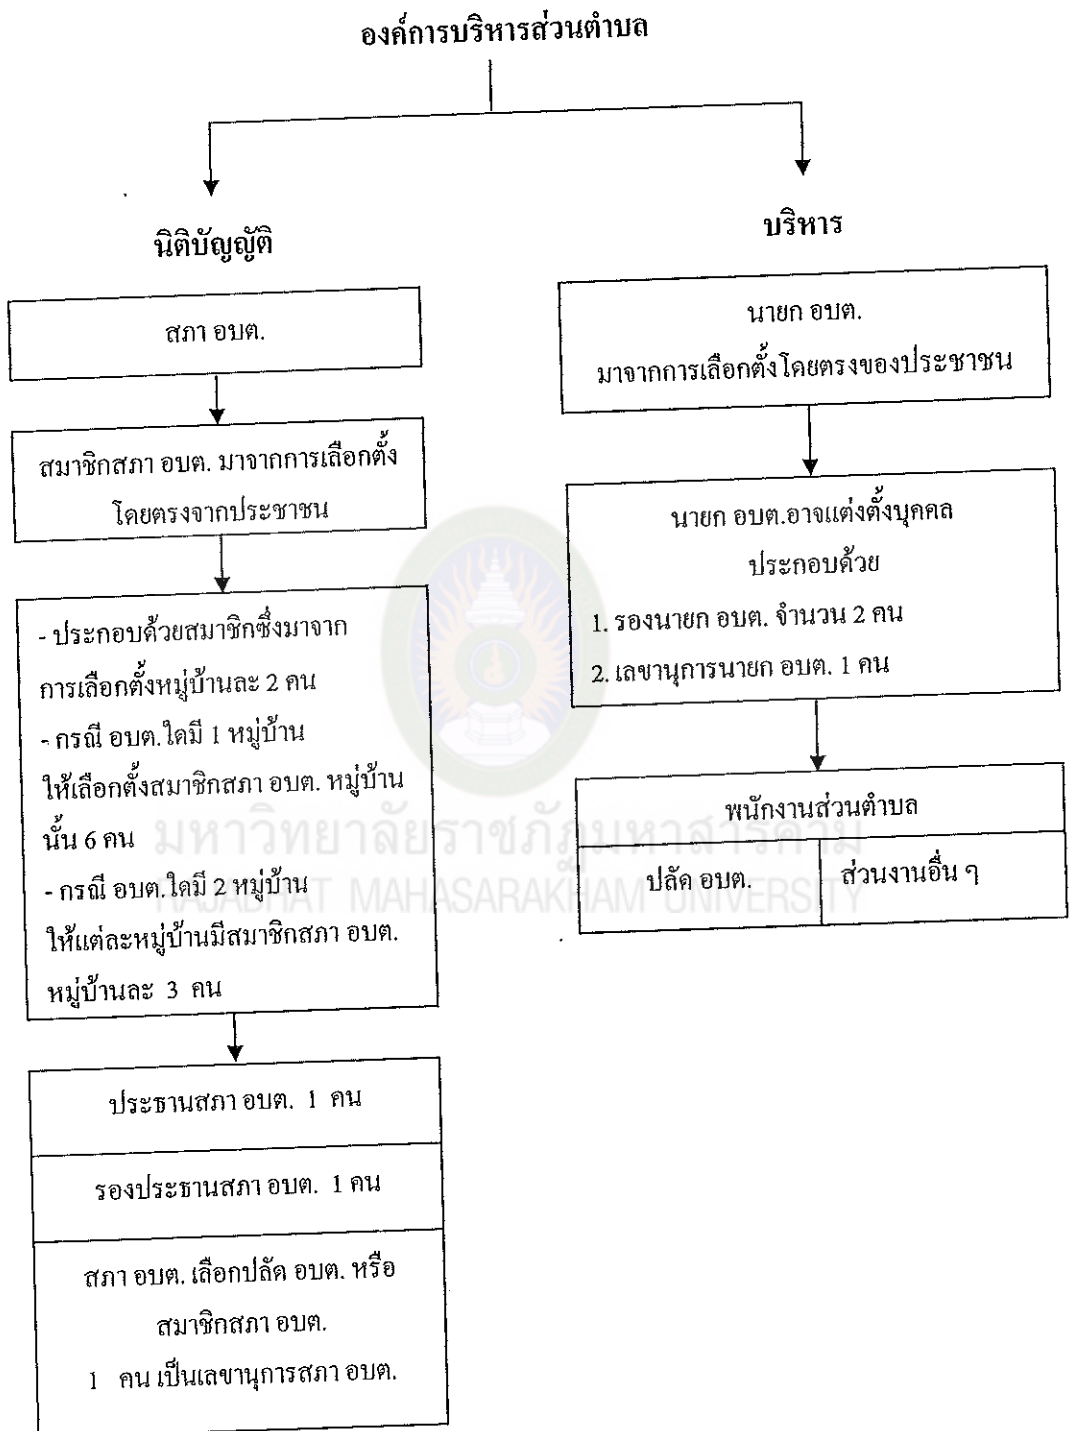 องค์การบริหารส่วนตำบล
นิติบัญญัติ
สภา อบต.
สมาชิกสภา อบต. มาจากการเลือกตั้ง
โดยตรงจากประชาชน
- ประกอบด้วยสมาชิกซึ่งมาจาก
การเลือกตั้งหมู่บ้านละ 2 คน
- กรณี อบต.ใดมี 1 หมู่บ้าน
ให้เลือกตั้งสมาชิกสภา อบต. หมู่บ้าน
นั้น 6 คน
- กรณี อบต.ใดมี 2 หมู่บ้าน
ให้แต่ละหมู่บ้านมีสมาชิกสภา อบต.
หมู่บ้านละ 3 คน
ประธานสภา อบต. 1 คน
รองประธานสภา อบต. 1 คน
สภา อบต. เลือกปลัด อบต. หรือ
สมาชิกสภา อบต.
1 คน เป็นเลขานุการสภา อบต.
บริหาร
นายก อบต.
มาจากการเลือกตั้งโดยตรงของประชาชน
นายก อบต.อาจแต่งตั้งบุคคล
ประกอบด้วย
1. รองนายก อบต. จำนวน 2 คน
2. เลขานุการนายก อบต. 1 คน
พนักงานส่วนตำบล
ปลัด อบต.
ส่วนงานอื่น ๆ
มหาวิทยาลัยราชภัฏมหาสารคาม
RAJABHAT MAHASARAKHAM UNIVERSITY